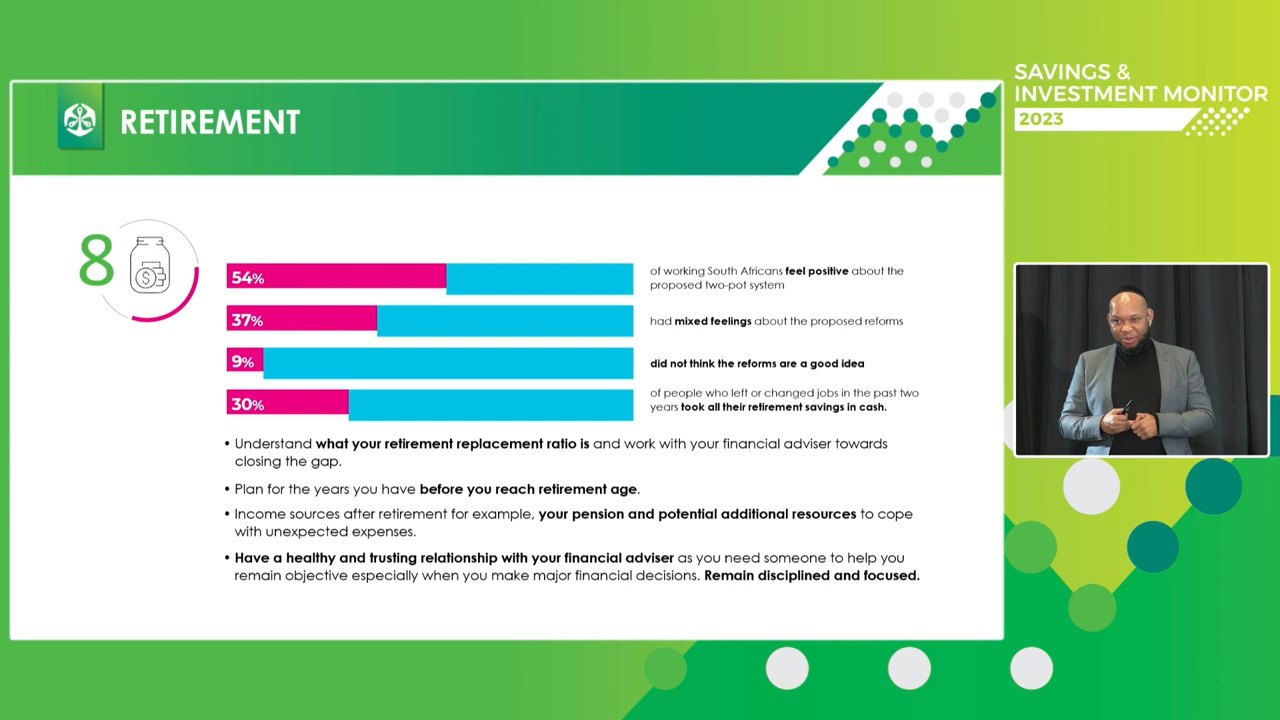 SAVINGS &
INVESTMENT MONITOR
2023
RETIREMENT
8
54%
of working South Africans feel positive about the
proposed two-pot system
37%
had mixed feelings about the proposed reforms
9%
did not think the reforms are a good idea
30%
of people who left or changed jobs in the past two
years took all their retirement savings in cash.
• Understand what your retirement replacement ratio is and work with your financial adviser towards
closing the gap.
• Plan for the years you have before you reach retirement age.
• Income sources after retirement for example, your pension and potential additional resources to cope
with unexpected expenses.
• Have a healthy and trusting relationship with your financial adviser as you need someone to help you
remain objective especially when you make major financial decisions. Remain disciplined and focused.